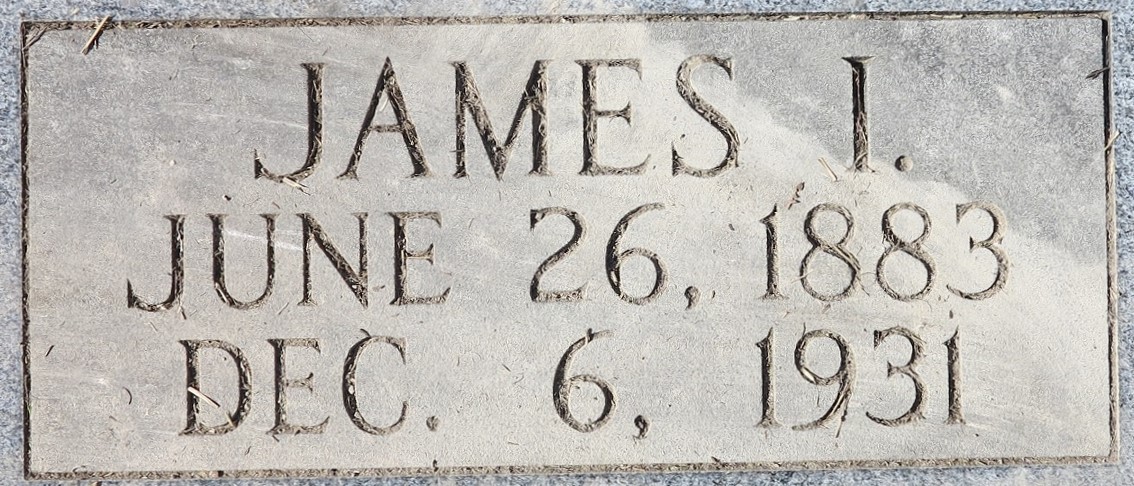 JAMES I.
JUNE 26, 1883
DEC. 6, 1931